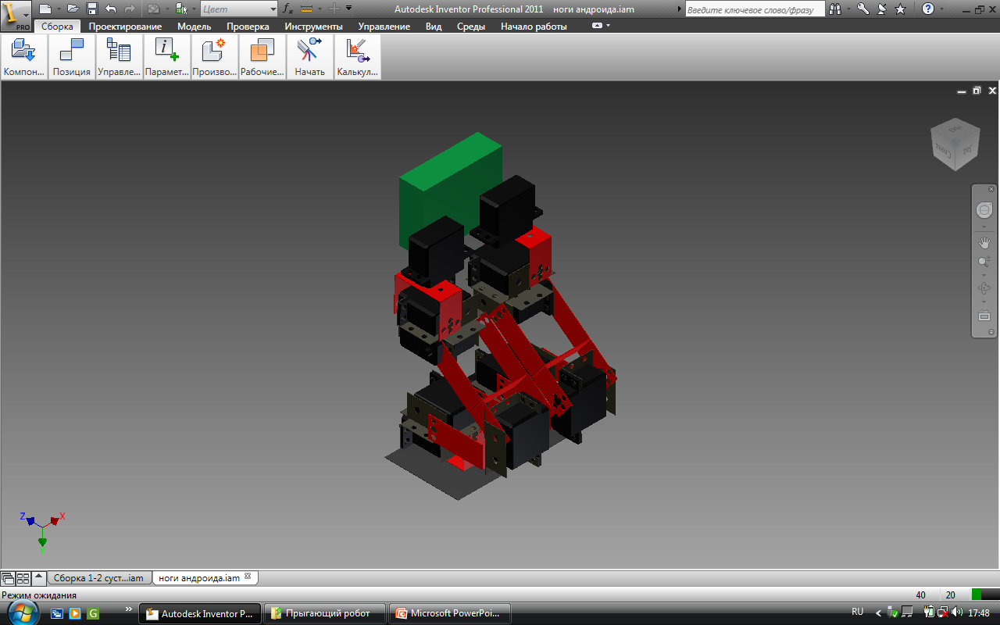 Цвет
Autodesk Inventor Professional 2011 ноги андроида.iam
Введите ключевое слово/фразу
PRO
Сборка Проектирование Модель Проверка Инструменты Управление Вид Среды Начало работы
Компон... Позиция Управле... Парамет... Произво... Рабочие... Начать Калькул...
Z X
Y
Сборка 1-2 суст...iam ноги андроида.iam
Режим ожидания 40 20
Autodesk Inventor P... Прыгающий робот Microsoft PowerPoi... RU 17:48